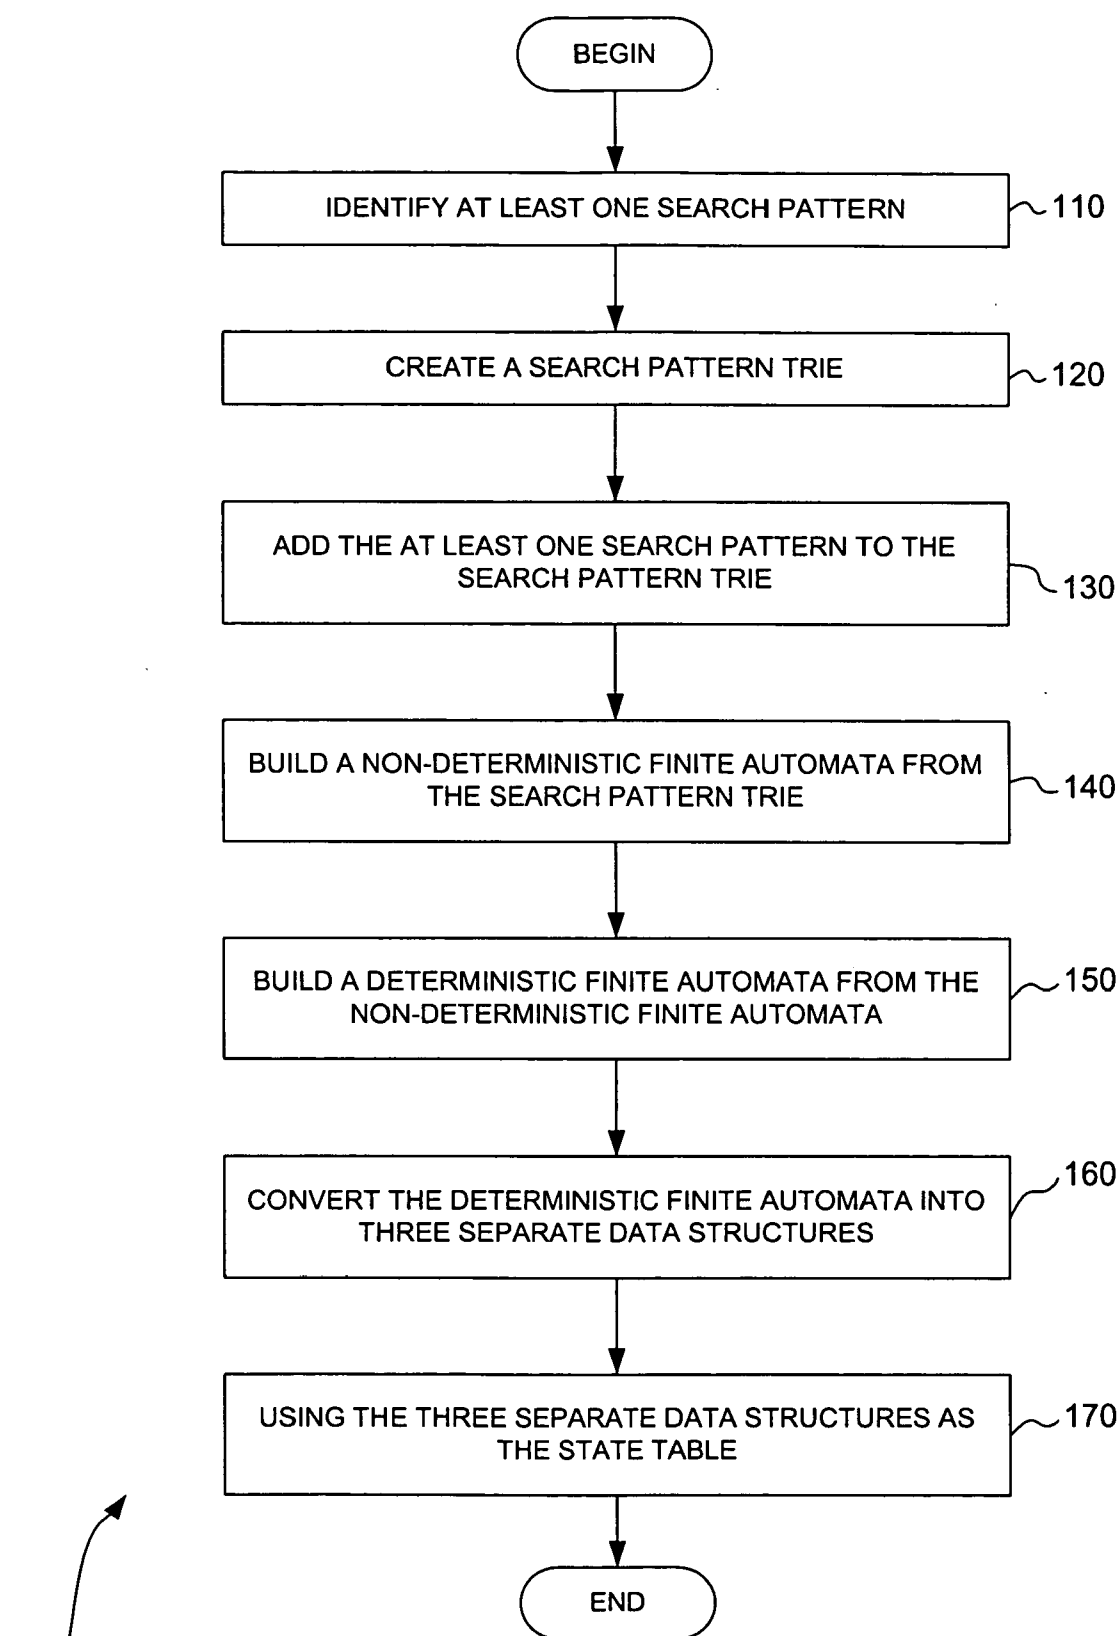 BEGIN
IDENTIFY AT LEAST ONE SEARCH PATTERN
110
CREATE A SEARCH PATTERN TRIE
120
ADD THE AT LEAST ONE SEARCH PATTERN TO THE
SEARCH PATTERN TRIE
130
BUILD A NON-DETERMINISTIC FINITE AUTOMATA FROM
THE SEARCH PATTERN TRIE
140
BUILD A DETERMINISTIC FINITE AUTOMATA FROM THE
NON-DETERMINISTIC FINITE AUTOMATA
150
CONVERT THE DETERMINISTIC FINITE AUTOMATA INTO
THREE SEPARATE DATA STRUCTURES
160
USING THE THREE SEPARATE DATA STRUCTURES AS
THE STATE TABLE
170
END